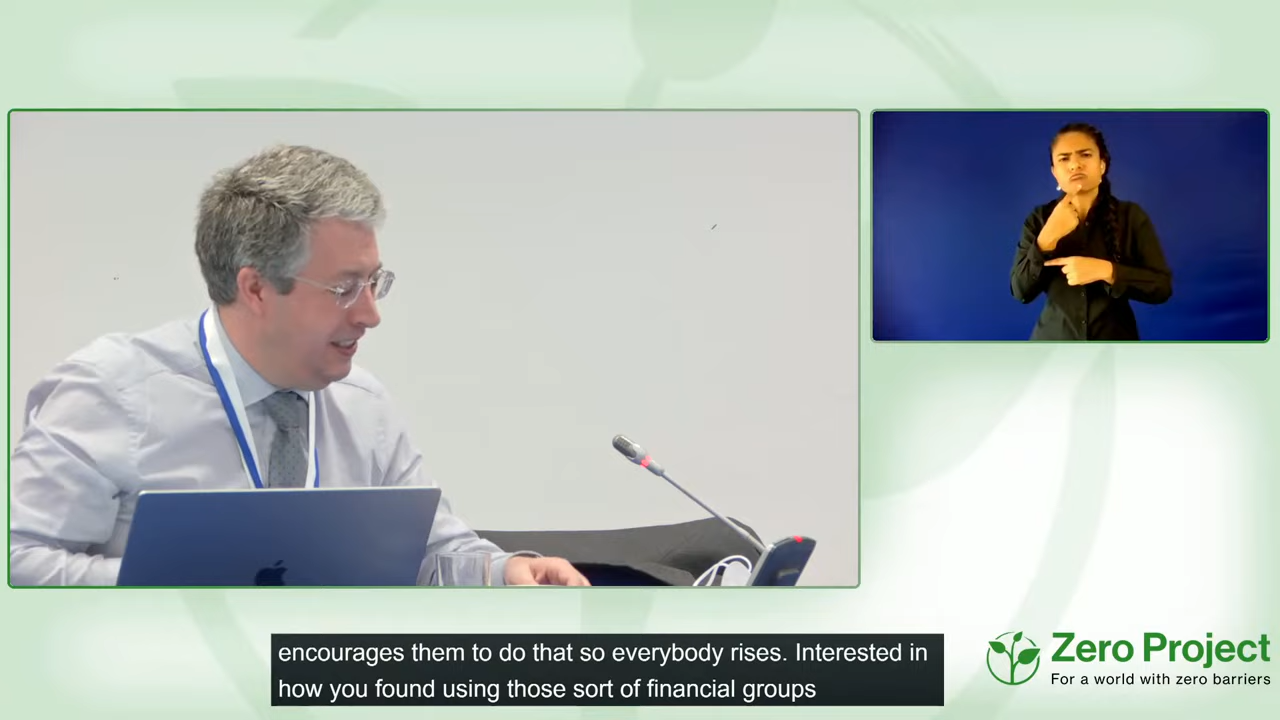 encourages them to do that so everybody rises. Interested in
how you found using those sort of financial groups
Zero Project
For a world with zero barriers